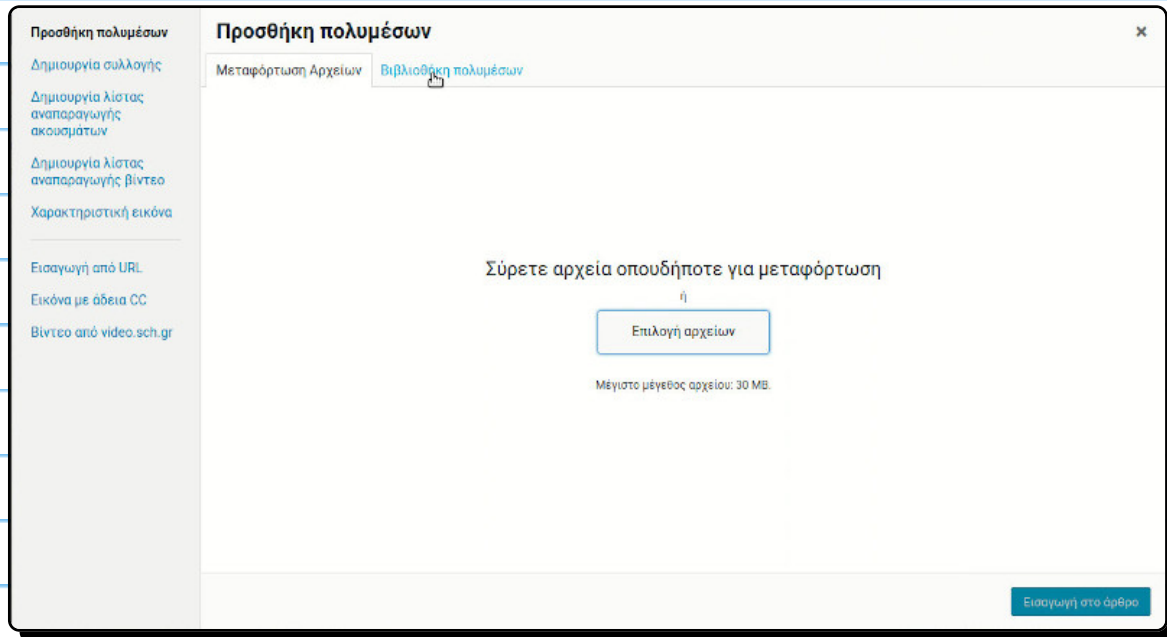 Προσθήκη πολυμέσων
Δημιουργία συλλογής
Δημιουργία λίστας
αναπαραγωγής
ακουσμάτων
Δημιουργία λίστας
αναπαραγωγής βίντεο
Χαρακτηριστική εικόνα
Εισαγωγή από URL
Εικόνα με άδεια CC
Βίντεο από video.sch.gr
Προσθήκη πολυμέσων
Μεταφόρτωση Αρχείων
Βιβλιοθήκη πολυμέσων
Σύρετε αρχεία οπουδήποτε για μεταφόρτωση
ή
Επιλογή αρχείων
Μέγιστο μέγεθος αρχείου: 30 MB.
Εισαγωγή στο άρθρο